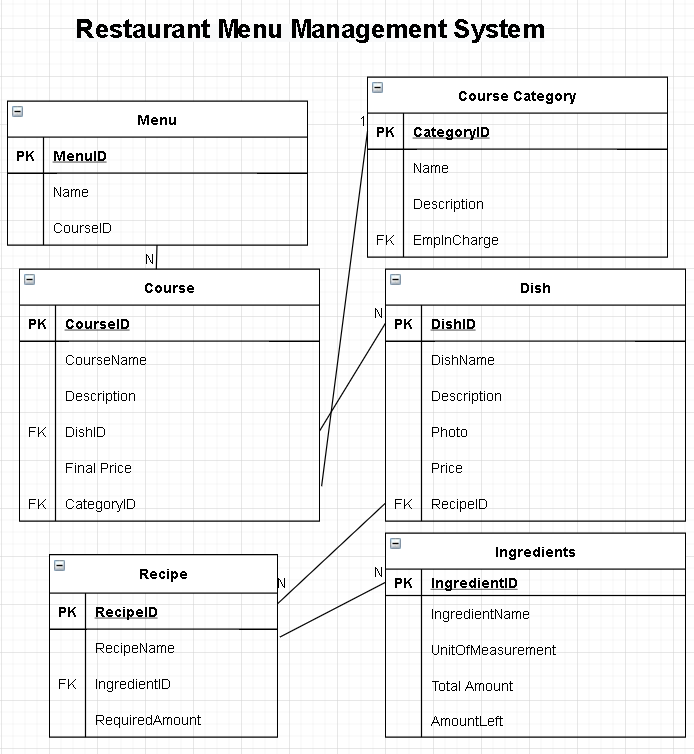 Restaurant Menu Management System
Menu
PK MenuID
Name
CourseID
N
Course Category
1
PK CategoryID
Name
Description
FK EmpInCharge
Course
PK CourseID
CourseName
Description
FK DishID
Final Price
FK CategoryID
Dish
N
PK DishID
DishName
Description
Photo
Price
FK RecipeID
Recipe
N
PK RecipeID
RecipeName
FK IngredientID
RequiredAmount
Ingredients
N
PK IngredientID
IngredientName
UnitOfMeasurement
Total Amount
AmountLeft